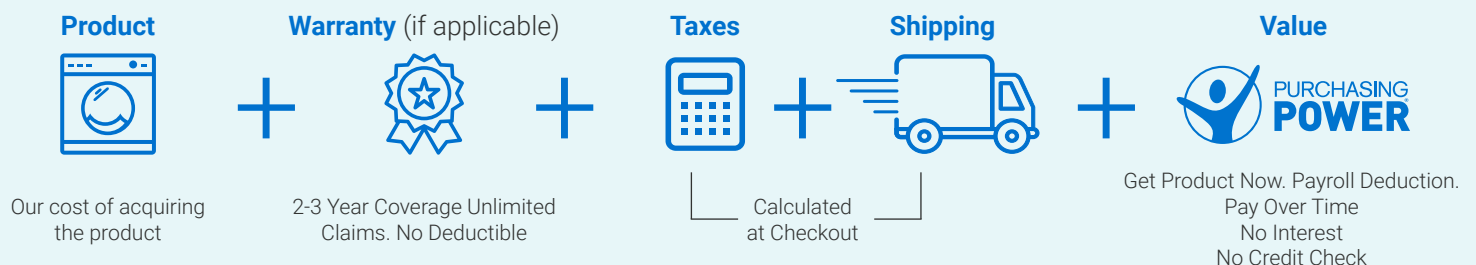 Product
Our cost of acquiring
the product
Warranty (if applicable)
2-3 Year Coverage Unlimited
Claims. No Deductible
Taxes
Shipping
Calculated
at Checkout
Value
PURCHASING
POWER
Get Product Now. Payroll Deduction.
Pay Over Time
No Interest
No Credit Check